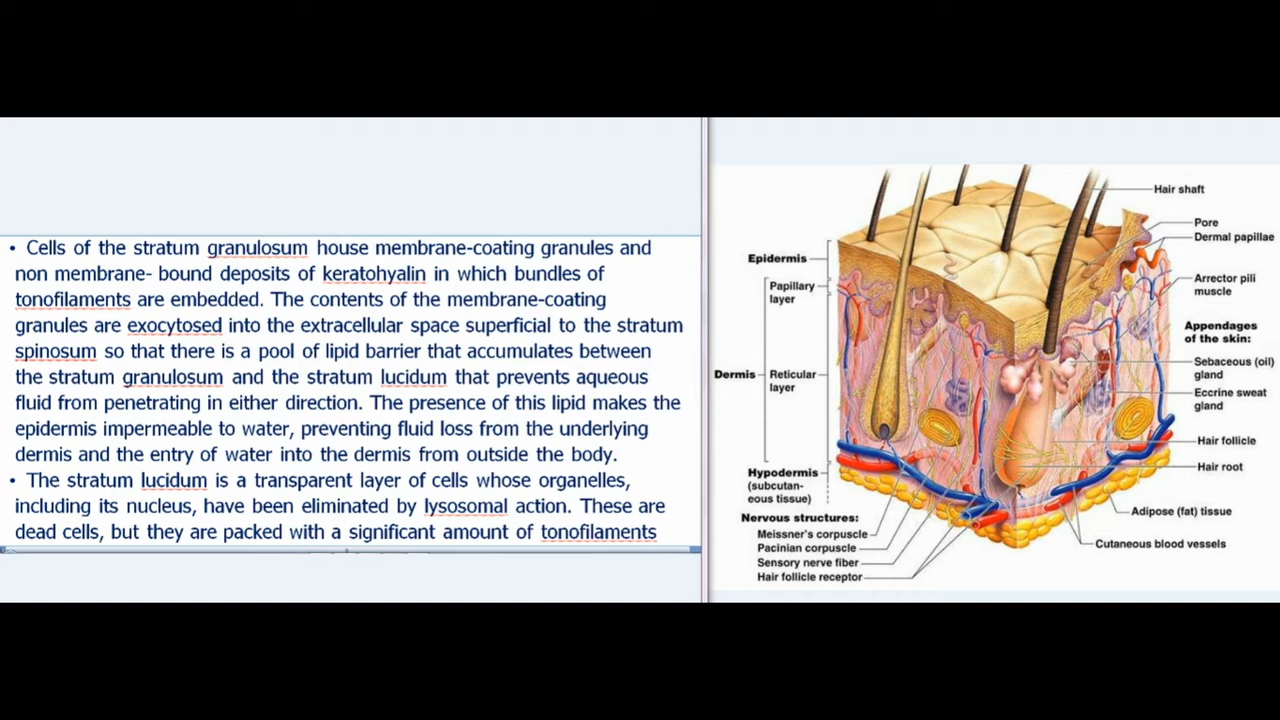 • Cells of the stratum granulosum house membrane-coating granules and
non membrane- bound deposits of keratohyalin in which bundles of
tonofilaments are embedded. The contents of the membrane-coating
granules are exocytosed into the extracellular space superficial to the stratum
spinosum so that there is a pool of lipid barrier that accumulates between
the stratum granulosum and the stratum lucidum that prevents aqueous
fluid from penetrating in either direction. The presence of this lipid makes the
epidermis impermeable to water, preventing fluid loss from the underlying
dermis and the entry of water into the dermis from outside the body.
• The stratum lucidum is a transparent layer of cells whose organelles,
including its nucleus, have been eliminated by lysosomal action. These are
dead cells, but they are packed with a significant amount of tonofilaments
Epidermis
Papillary
layer
Dermis
Reticular
layer
Hypodermis
(subcutan-
eous tissue)
Nervous structures:
Meissner's corpuscle
Pacinian corpuscle
Sensory nerve fiber
Hair follicle receptor
Hair shaft
Pore
Dermal papillae
Arrector pili
muscle
Appendages
of the skin:
Sebaceous (oil)
gland
Eccrine sweat
gland
Hair follicle
Hair root
Adipose (fat) tissue
Cutaneous blood vessels